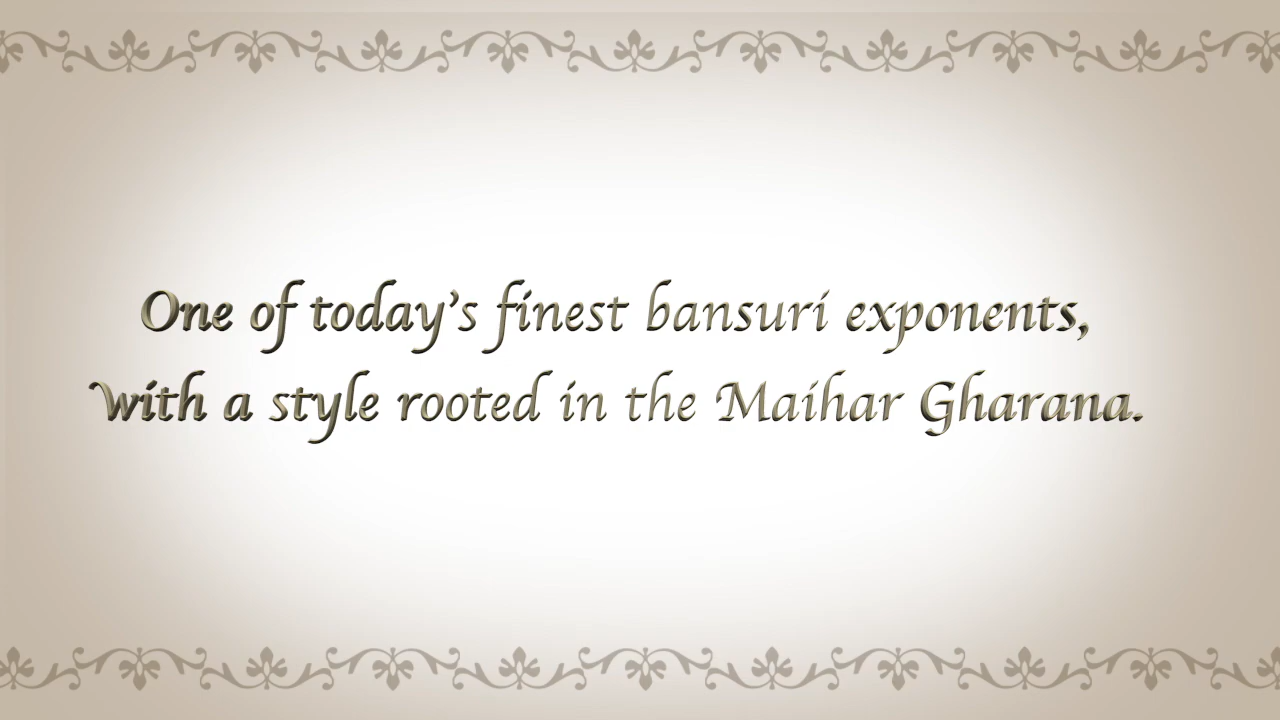 One of today’s finest bansuri exponents,
with a style rooted in the Maihar Gharana.